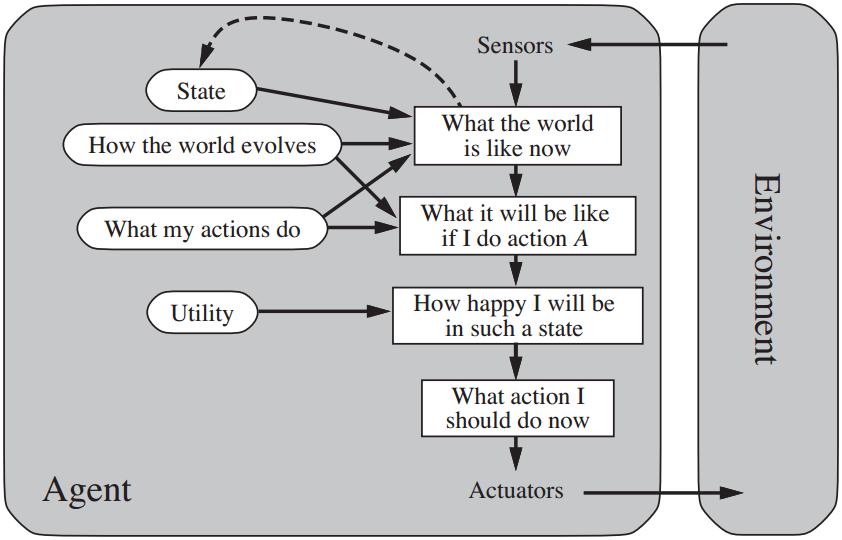 Sensors
State
What the world
is like now
How the world evolves
What my actions do
What it will be like
if I do action A
Utility
How happy I will be
in such a state
What action I
should do now
Agent
Actuators
Environment